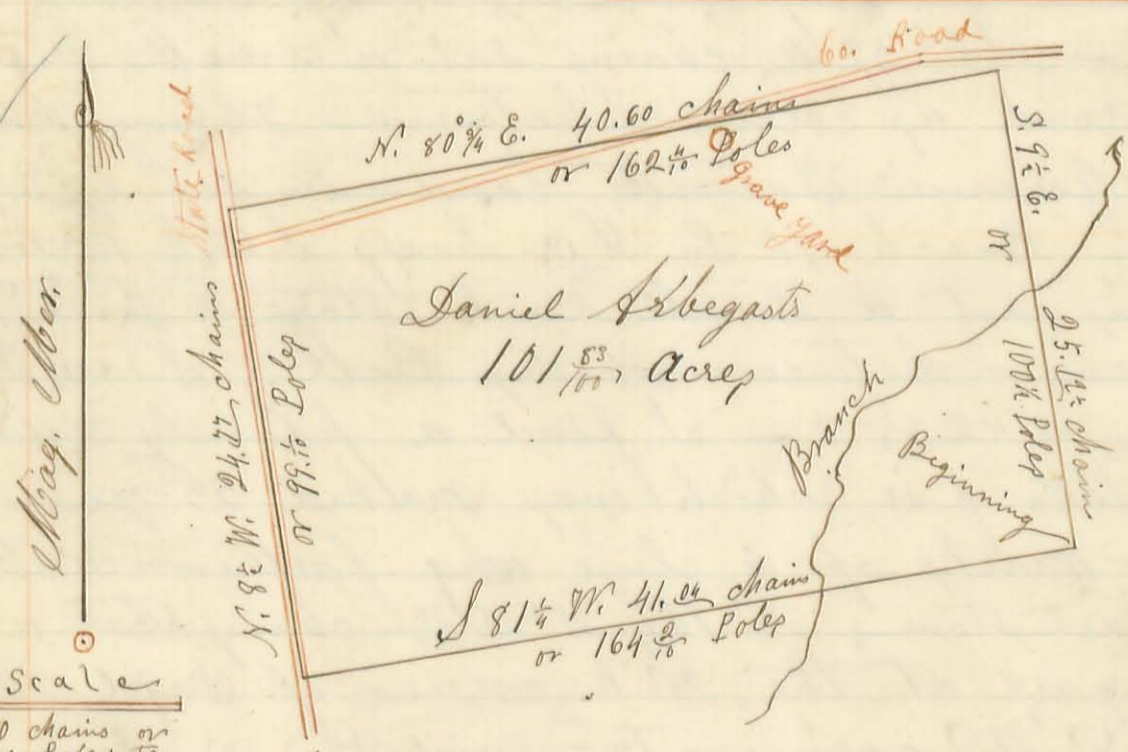 Co. Road
State Road
N. 80°¾ E. 40.60 chains
or 162 4/10 Poles
grave yard
S. 9½ E. 25.12½ chains
or 100½ Poles
Mag. Mer.
Daniel Arbegasts
101 83/100 acres
N. 8½ W. 24.77 chains
or 99 1/10 Poles
Branch
Beginning
S 81¼ W. 41.04 chains
or 164 2/10 Poles
Scale
chains or